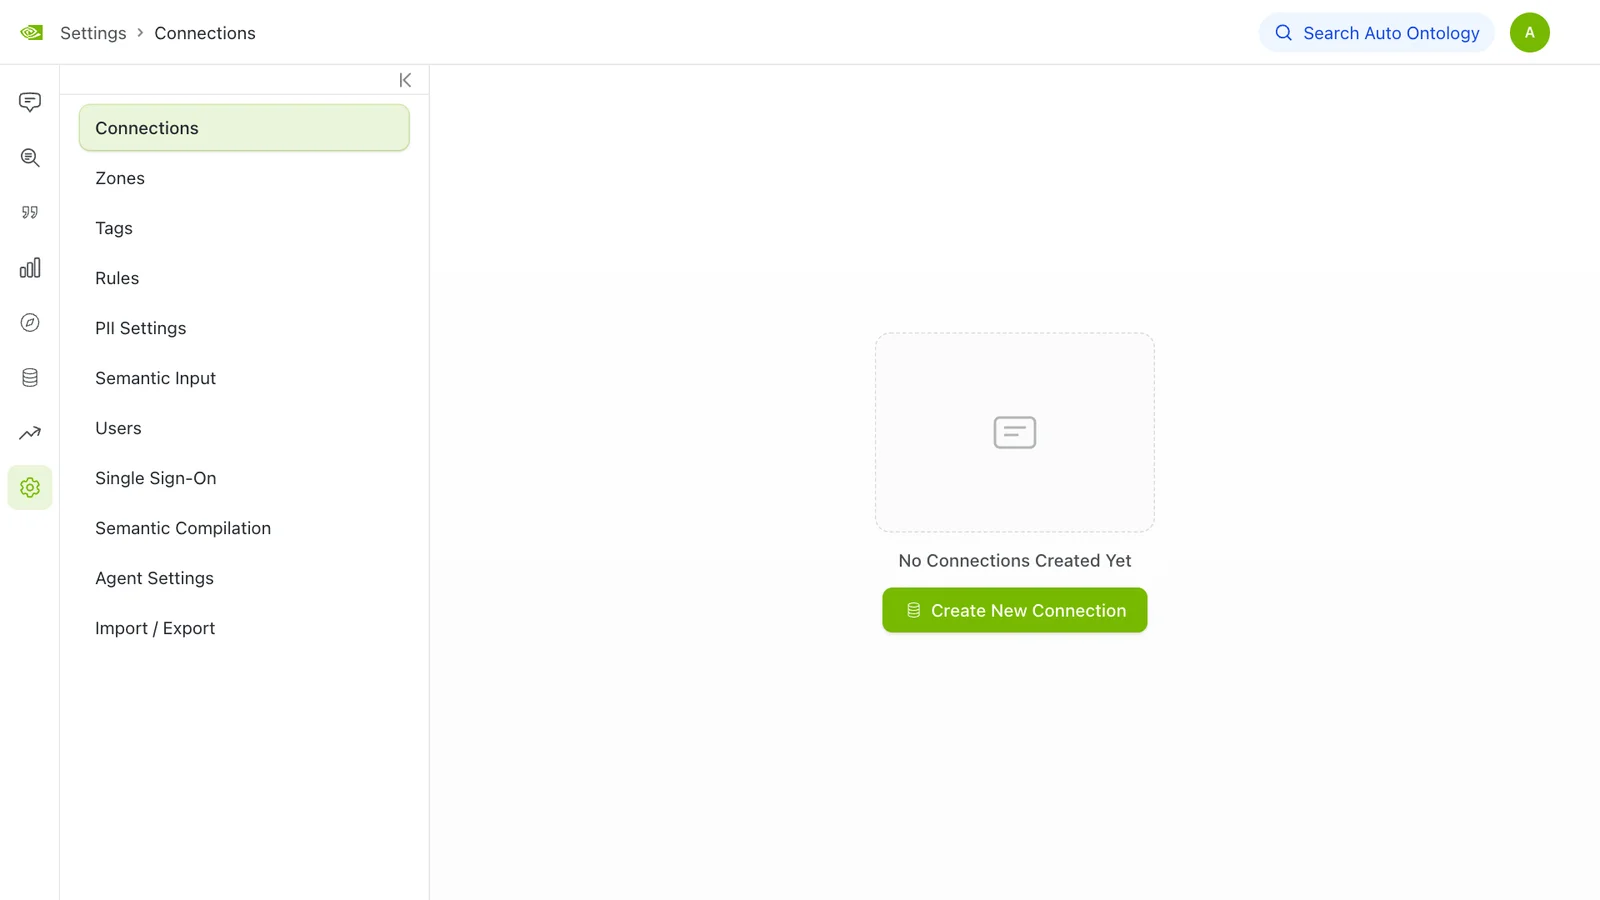 Settings › Connections
Search Auto Ontology
A
Connections
Zones
Tags
Rules
PII Settings
Semantic Input
Users
Single Sign-On
Semantic Compilation
Agent Settings
Import / Export
No Connections Created Yet
Create New Connection